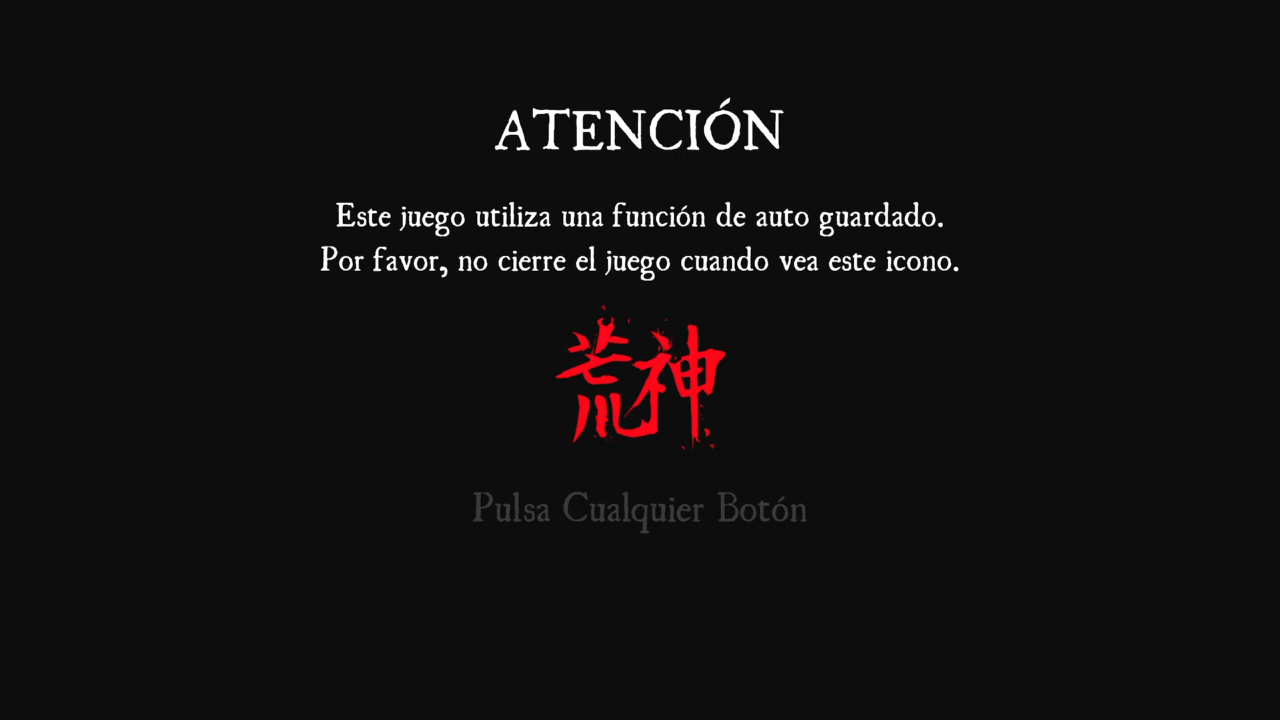 ATENCIÓN
Este juego utiliza una función de auto guardado.
Por favor, no cierre el juego cuando vea este icono.
荒神
Pulsa Cualquier Botón